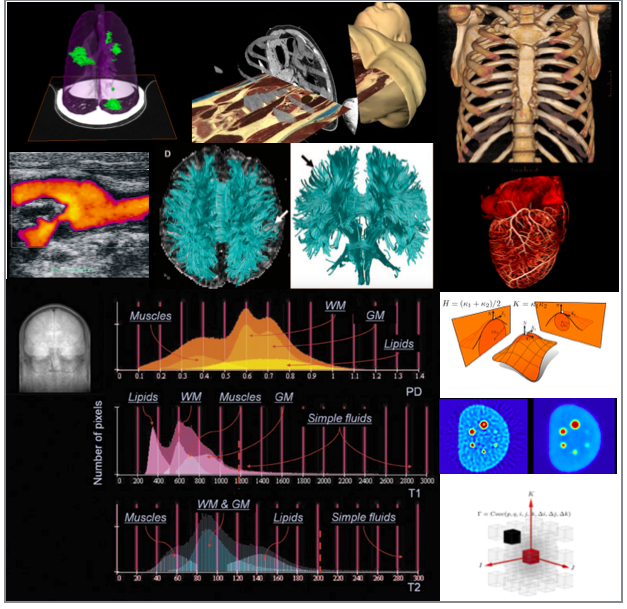 D
H = (κ₁ + κ₂)/2 K = κ₁κ₂
Muscles WM GM Lipids
0 0.1 0.2 0.3 0.4 0.5 0.6 0.7 0.8 0.9 1 1.1 1.2 1.3 1.4
PD
Number of pixels
Lipids WM Muscles GM Simple fluids
0 200 400 600 800 1000 1200 1400 1600 1800 2000 2200 2400 2600 2800 3000
T1
K
I J
WM & GM
Muscles Lipids Simple fluids
0 20 40 60 80 100 120 140 160 180 200 220 240 260 280 300
T2